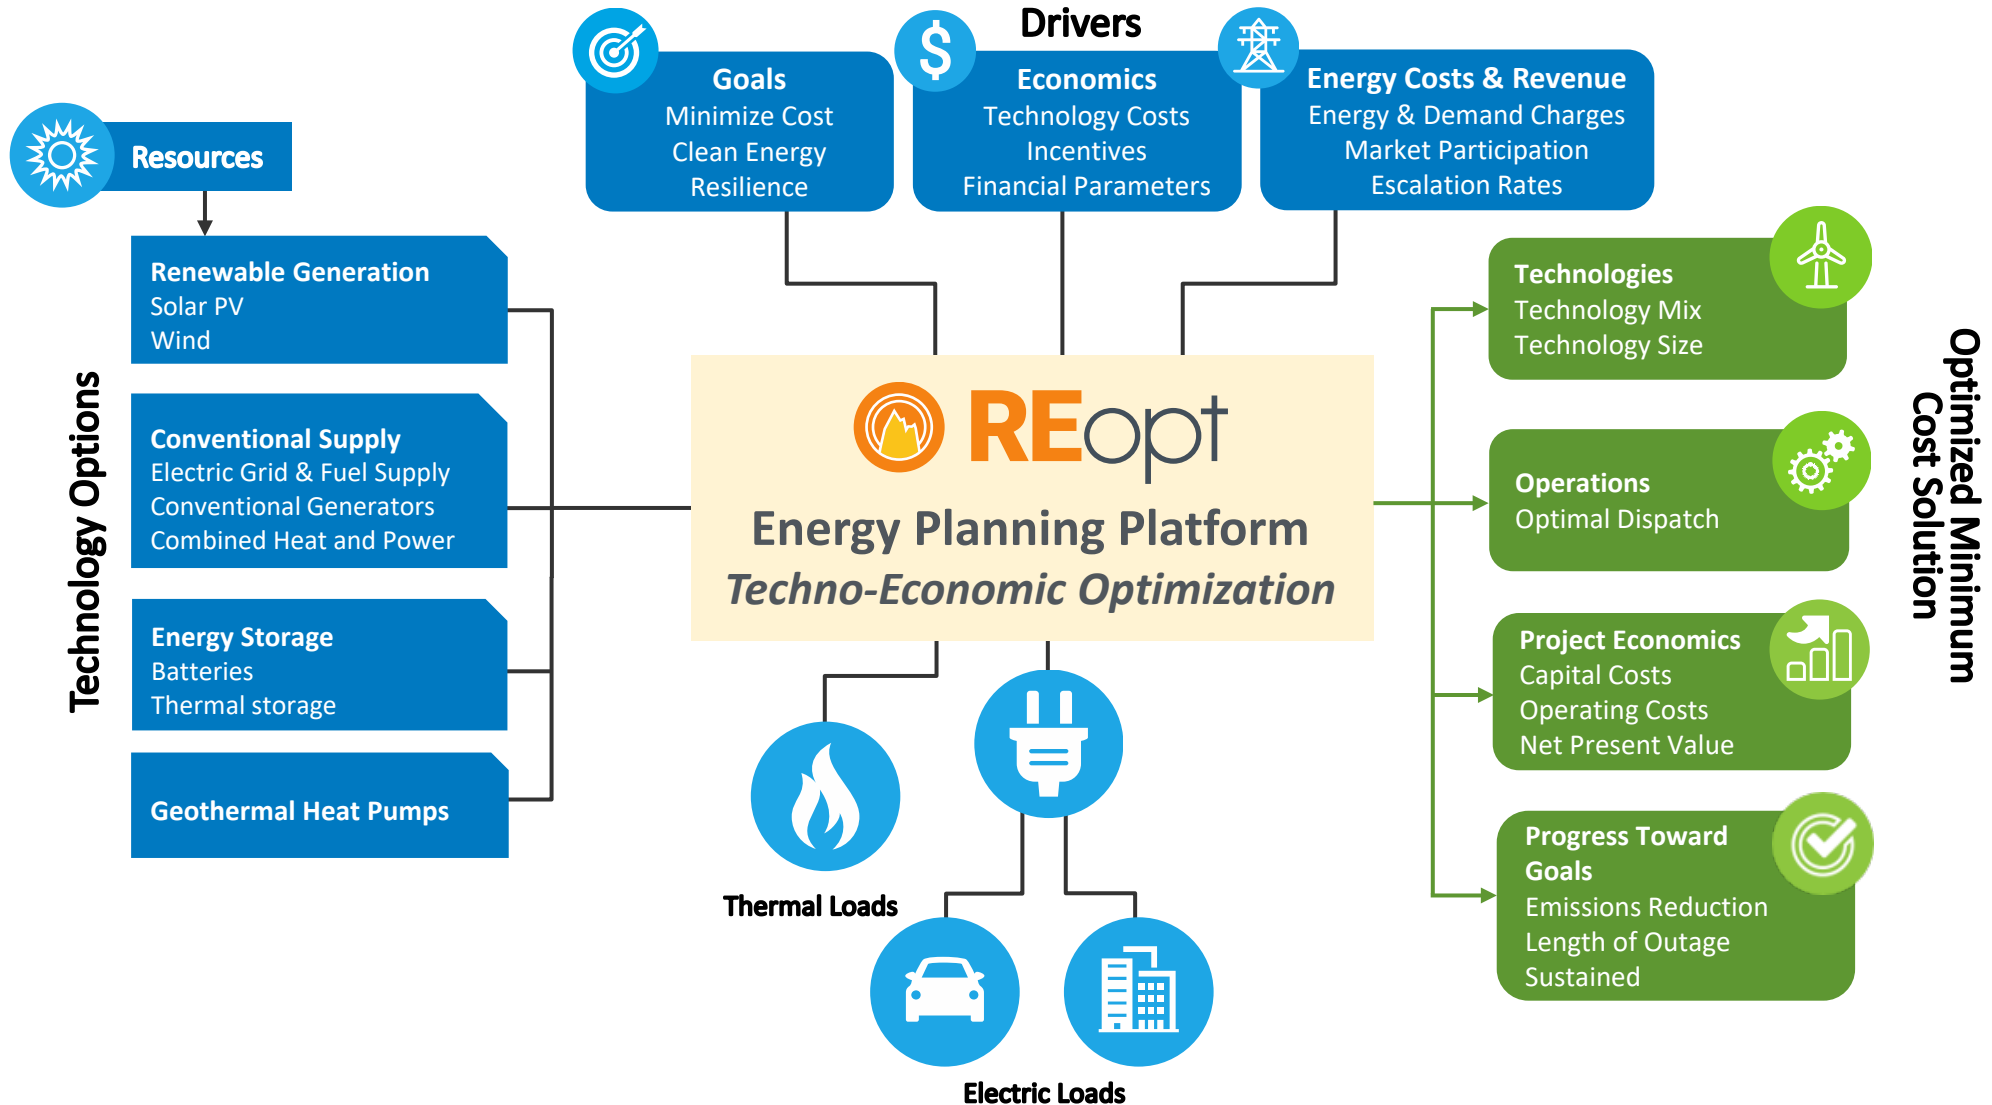 Drivers
Goals
Minimize Cost
Clean Energy
Resilience
Economics
Technology Costs
Incentives
Financial Parameters
Energy Costs & Revenue
Energy & Demand Charges
Market Participation
Escalation Rates
Resources
Technology Options
Renewable Generation
Solar PV
Wind
Conventional Supply
Electric Grid & Fuel Supply
Conventional Generators
Combined Heat and Power
Energy Storage
Batteries
Thermal storage
Geothermal Heat Pumps
REopt
Energy Planning Platform
Techno-Economic Optimization
Thermal Loads
Electric Loads
Technologies
Technology Mix
Technology Size
Operations
Optimal Dispatch
Project Economics
Capital Costs
Operating Costs
Net Present Value
Progress Toward
Goals
Emissions Reduction
Length of Outage
Sustained
Optimized Minimum
Cost Solution